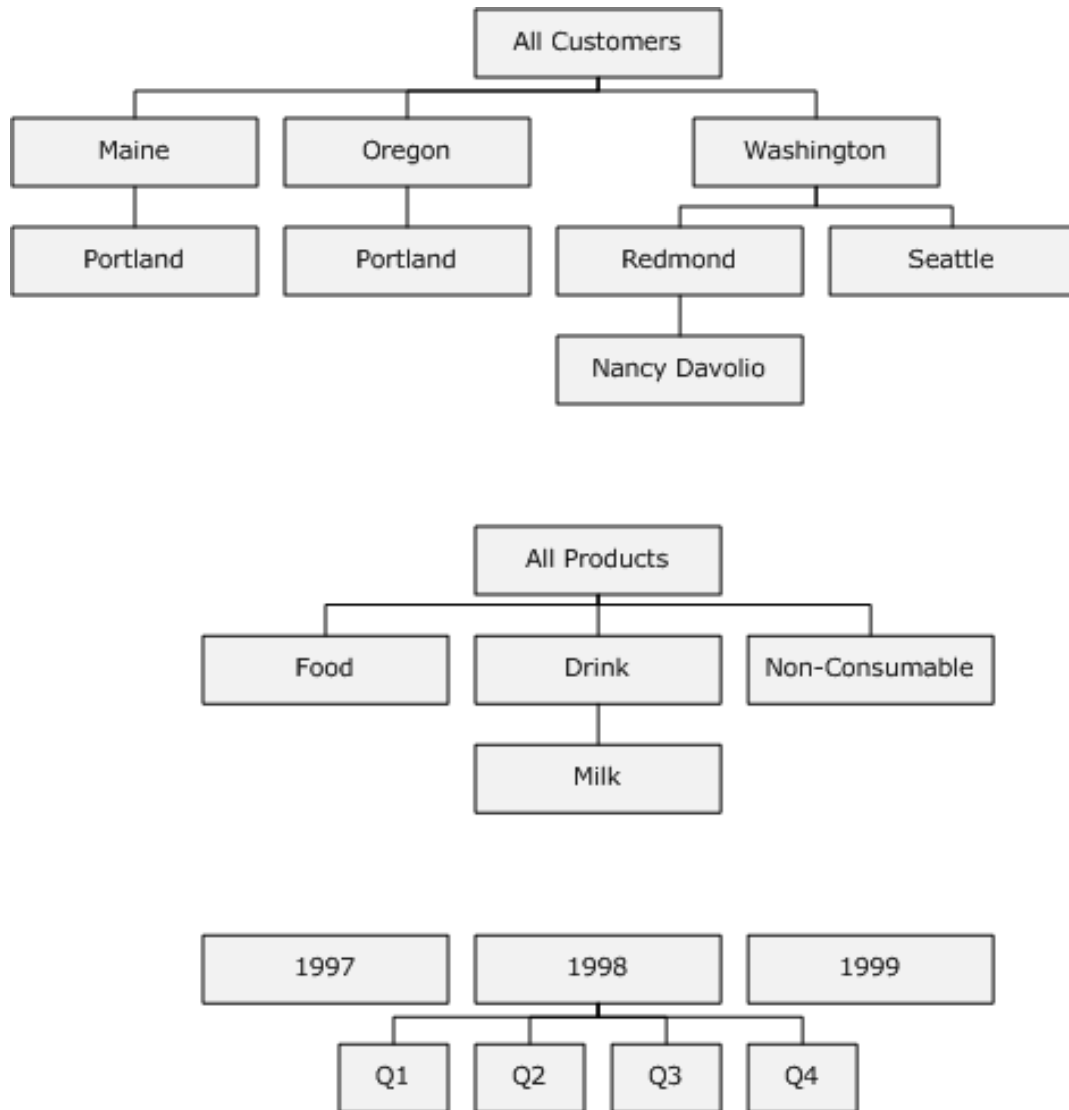 All Customers
Maine
Oregon
Washington
Portland
Portland
Redmond
Seattle
Nancy Davolio
All Products
Food
Drink
Non-Consumable
Milk
1997
1998
1999
Q1
Q2
Q3
Q4